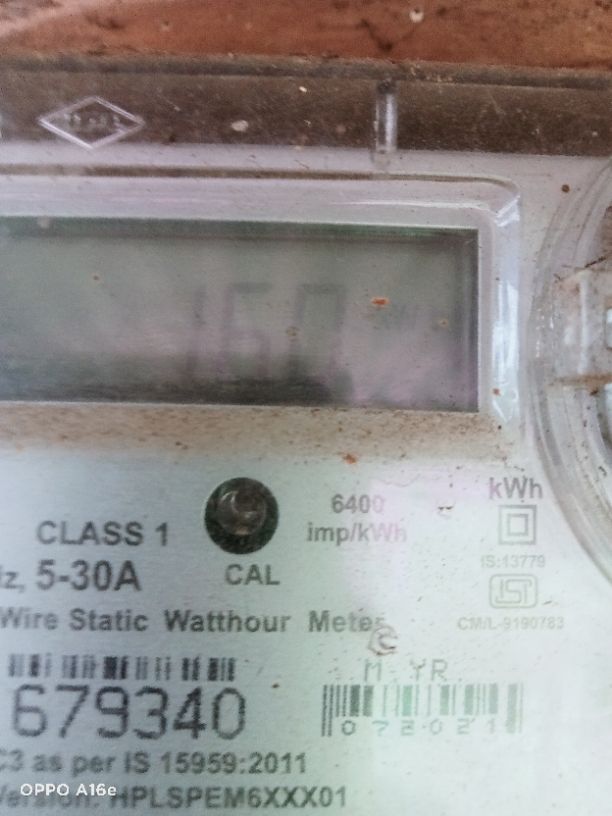 160
6400
imp/kWh
kWh
CLASS 1
IS:13779
5-30A
CAL
Wire Static Watthour Meter
CM/L-9190783
M YR
679340
072021
C3 as per IS 15959:2011
Version: HPLSPEM6XXX01
OPPO A16e